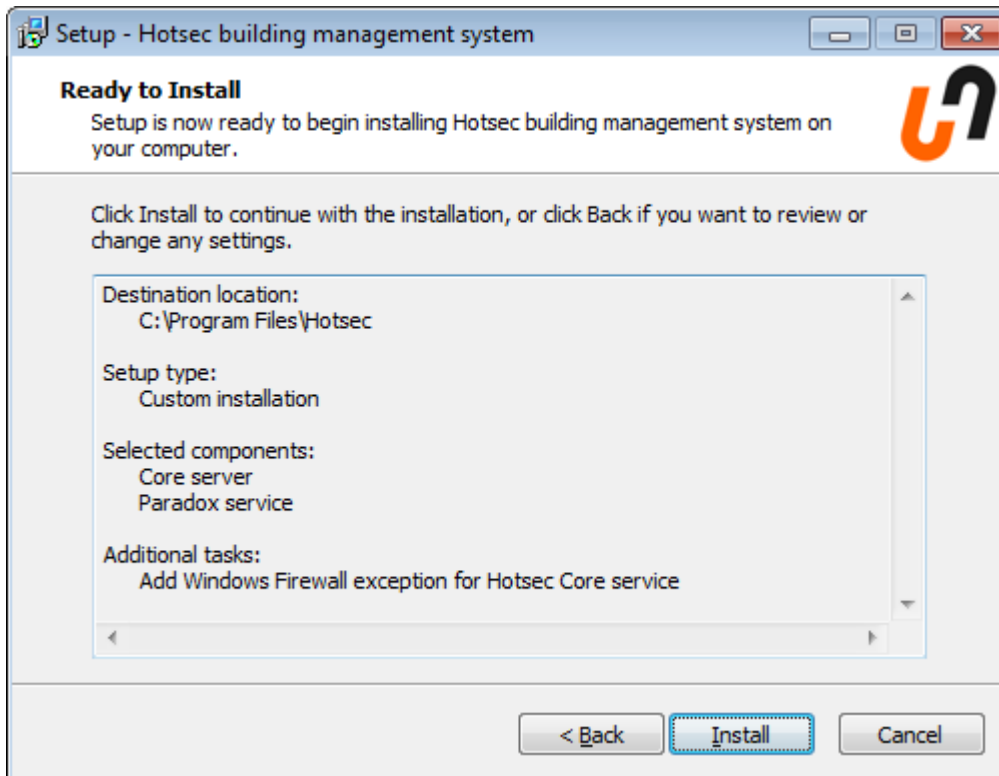 Setup - Hotsec building management system
Ready to Install
Setup is now ready to begin installing Hotsec building management system on
your computer.
Click Install to continue with the installation, or click Back if you want to review or
change any settings.
Destination location:
C:\Program Files\Hotsec
Setup type:
Custom installation
Selected components:
Core server
Paradox service
Additional tasks:
Add Windows Firewall exception for Hotsec Core service
< Back
Install
Cancel